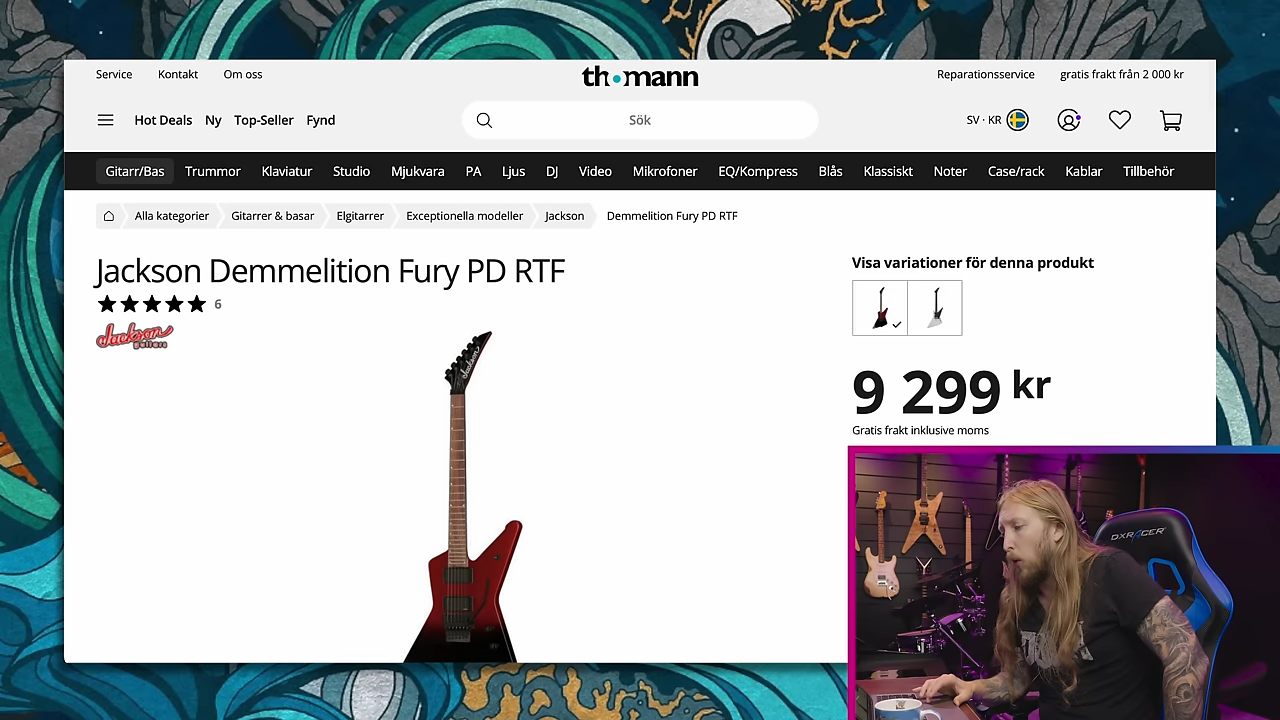 Service Kontakt Om oss
thomann
Reparationsservice gratis frakt från 2 000 kr
Hot Deals Ny Top-Seller Fynd
Sök
SV · KR
Gitarr/Bas Trummor Klaviatur Studio Mjukvara PA Ljus DJ Video Mikrofoner EQ/Kompress Blås Klassiskt Noter Case/rack Kablar Tillbehör
Alla kategorier Gitarrer & basar Elgitarrer Exceptionella modeller Jackson Demmelition Fury PD RTF
Jackson Demmelition Fury PD RTF
6
Jackson
guitars
Jackson
Visa variationer för denna produkt
9 299 kr
Gratis frakt inklusive moms
DXRACER